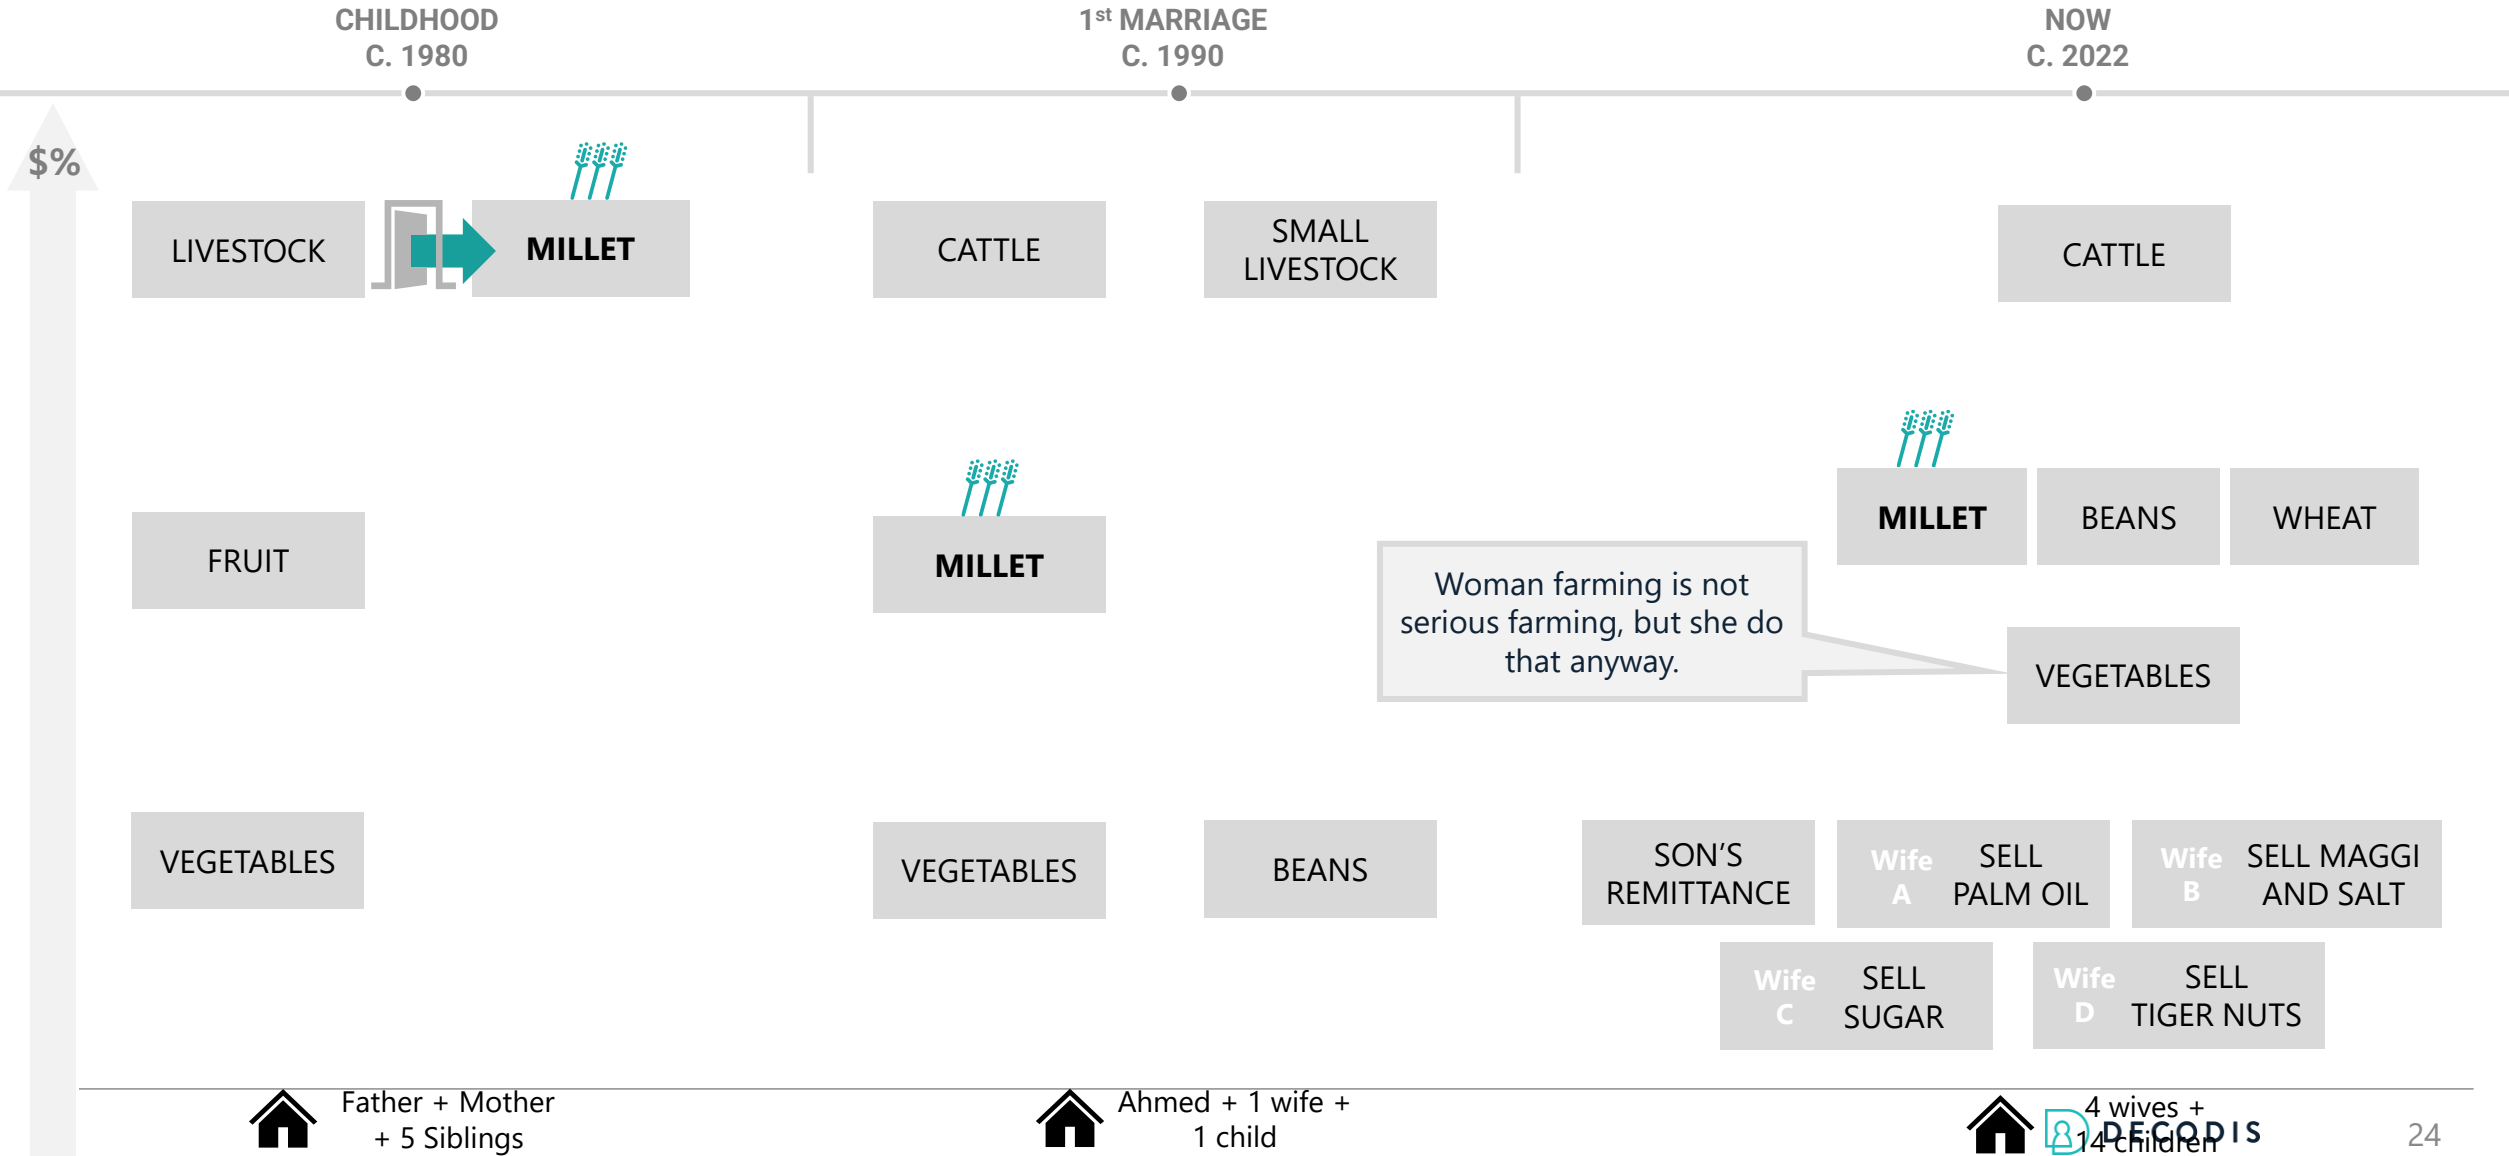 CHILDHOOD
C. 1980
1st MARRIAGE
C. 1990
NOW
C. 2022
$%
LIVESTOCK
MILLET
CATTLE
SMALL
LIVESTOCK
CATTLE
FRUIT
MILLET
MILLET
BEANS
WHEAT
Woman farming is not
serious farming, but she do
that anyway.
VEGETABLES
VEGETABLES
VEGETABLES
BEANS
SON'S
REMITTANCE
Wife
A
SELL
PALM OIL
Wife
B
SELL MAGGI
AND SALT
Wife
C
SELL
SUGAR
Wife
D
SELL
TIGER NUTS
Father + Mother
+ 5 Siblings
Ahmed + 1 wife +
1 child
4 wives +
14 children
DECODIS
24